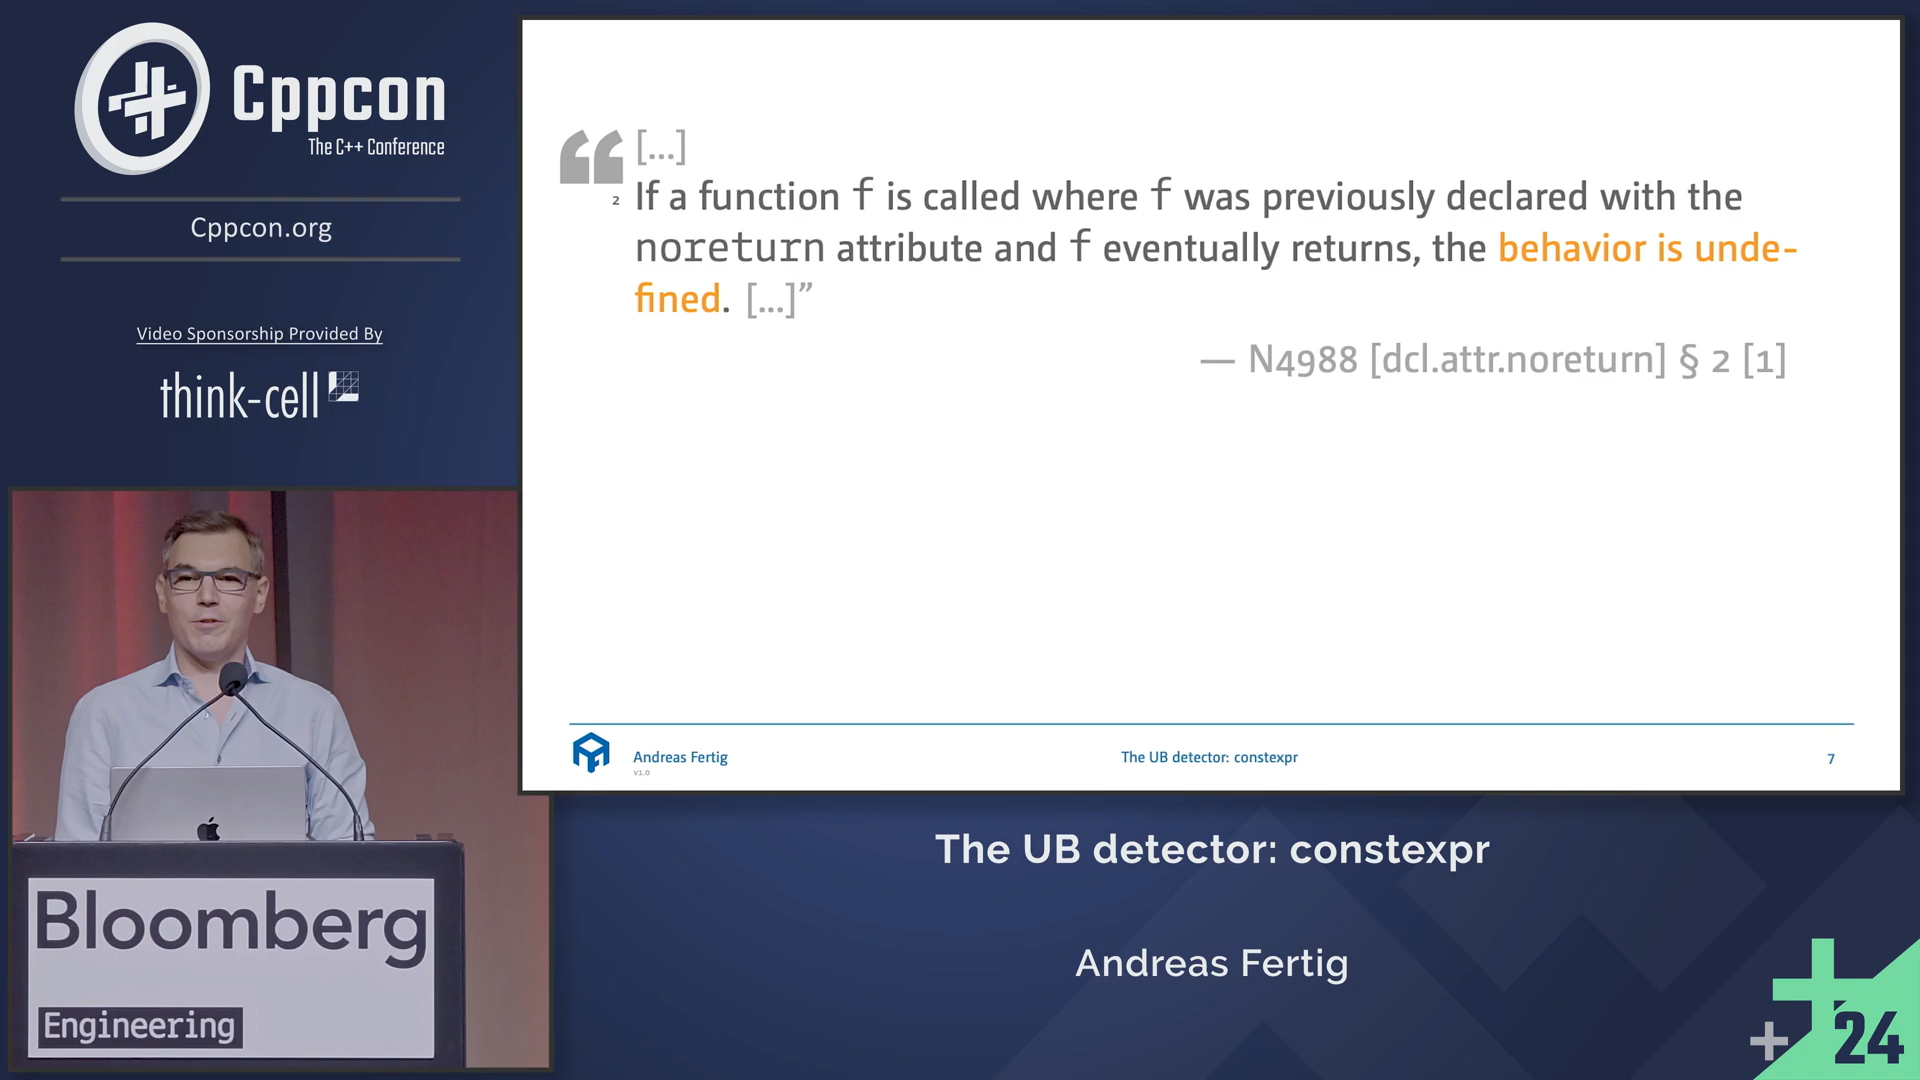 Cppcon
The C++ Conference
Cppcon.org
Video Sponsorship Provided By
think-cell
“ […]
2 If a function f is called where f was previously declared with the
noreturn attribute and f eventually returns, the behavior is unde-
fined. […]”
— N4988 [dcl.attr.noreturn] § 2 [1]
Andreas Fertig
v1.0
The UB detector: constexpr
7
Bloomberg
Engineering
The UB detector: constexpr
Andreas Fertig
24